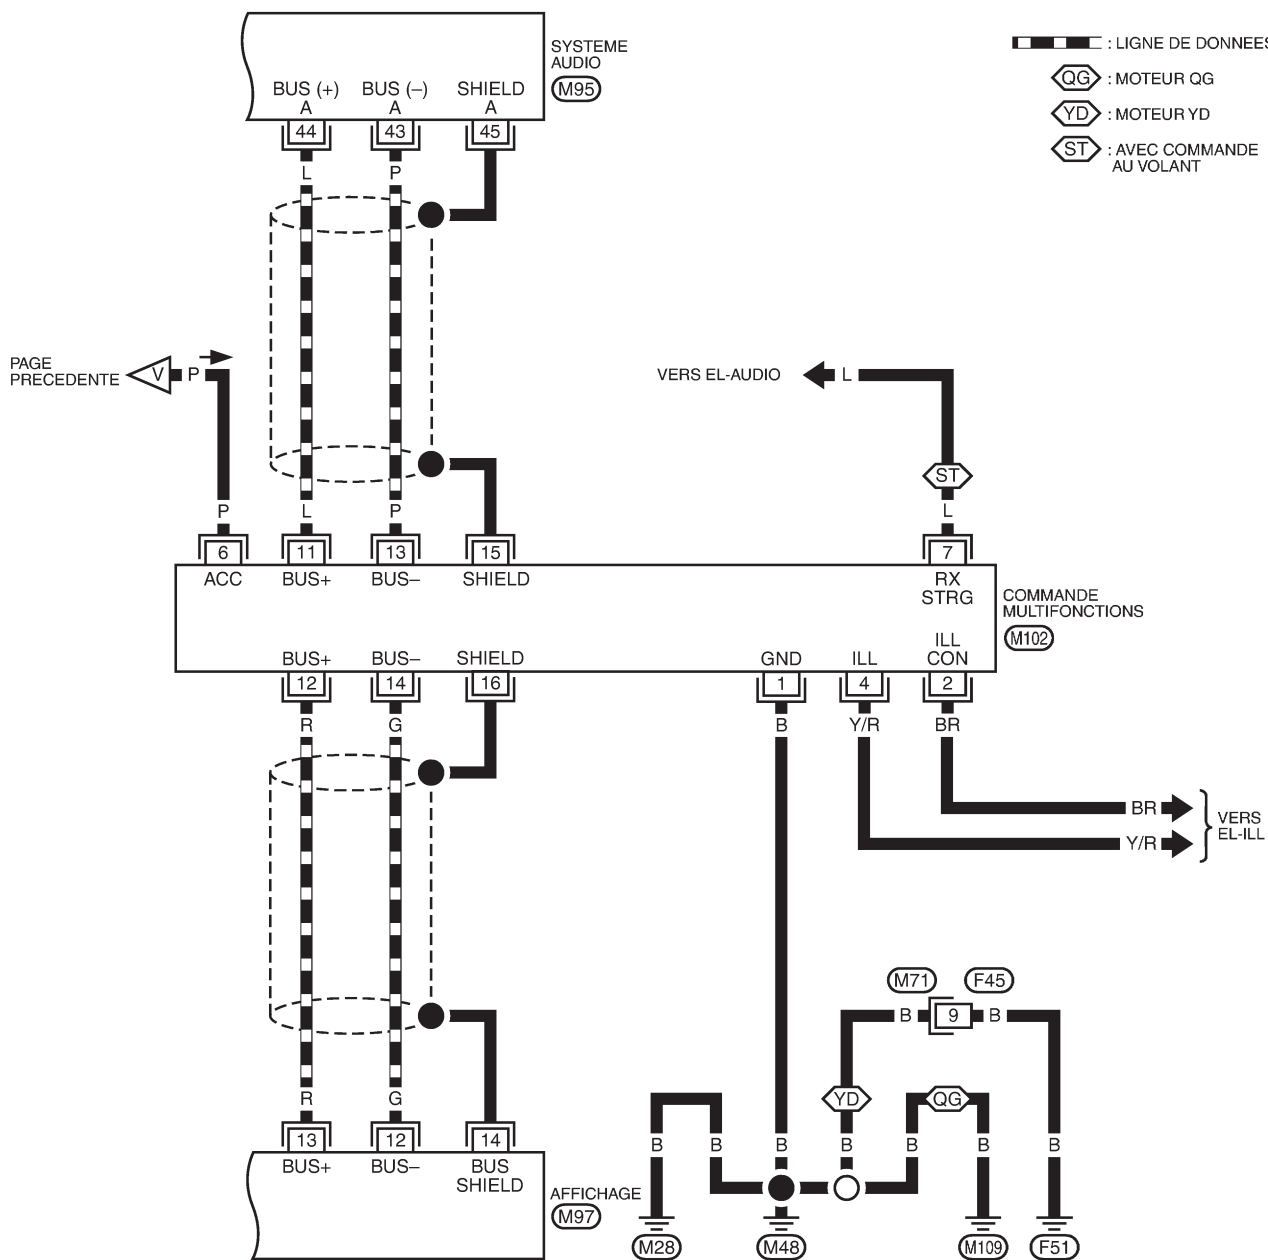 SYSTEME
AUDIO
M95
BUS (+) BUS (–) SHIELD
A A A
44 43 45
L P
: LIGNE DE DONNEES
QG : MOTEUR QG
YD : MOTEUR YD
ST : AVEC COMMANDE
AU VOLANT
PAGE
PRECEDENTE
V P
VERS EL-AUDIO L
ST
P L P L
6 11 13 15 7
ACC BUS+ BUS– SHIELD RX
STRG
COMMANDE
MULTIFONCTIONS
M102
BUS+ BUS– SHIELD GND ILL ILL
CON
12 14 16 1 4 2
R G B Y/R BR
BR
Y/R
VERS
EL-ILL
M71 F45
B 9 B
YD QG
R G
B B B B B B B
13 12 14
BUS+ BUS– BUS
SHIELD
AFFICHAGE
M97
M28 M48 M109 F51